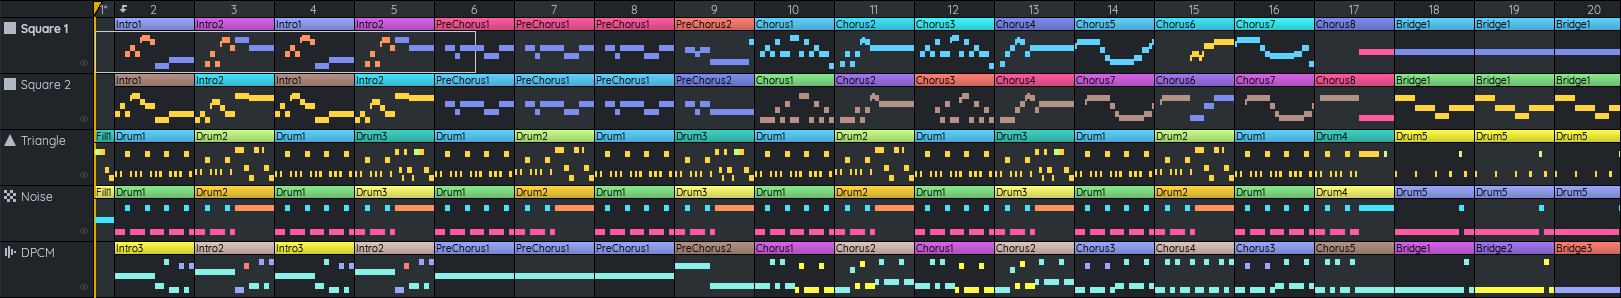 1* 2 3 4 5 6 7 8 9 10 11 12 13 14 15 16 17 18 19 20
Square 1 Intro1 Intro2 Intro1 Intro2 PreChorus1 PreChorus1 PreChorus1 PreChorus2 Chorus1 Chorus2 Chorus3 Chorus4 Chorus5 Chorus6 Chorus7 Chorus8 Bridge1 Bridge1 Bridge1
Square 2 Intro1 Intro2 Intro1 Intro2 PreChorus1 PreChorus1 PreChorus1 PreChorus2 Chorus1 Chorus2 Chorus3 Chorus4 Chorus7 Chorus6 Chorus7 Chorus8 Bridge1 Bridge1 Bridge1
Triangle Fill1 Drum1 Drum2 Drum1 Drum3 Drum1 Drum2 Drum1 Drum3 Drum1 Drum2 Drum1 Drum3 Drum1 Drum2 Drum1 Drum4 Drum5 Drum5 Drum5
Noise Fill1 Drum1 Drum2 Drum1 Drum3 Drum1 Drum2 Drum1 Drum3 Drum1 Drum2 Drum1 Drum3 Drum1 Drum2 Drum1 Drum4 Drum5 Drum5 Drum5
DPCM Intro3 Intro2 Intro3 Intro2 PreChorus1 PreChorus1 PreChorus1 PreChorus2 Chorus1 Chorus2 Chorus1 Chorus2 Chorus3 Chorus4 Chorus3 Chorus5 Bridge1 Bridge2 Bridge3